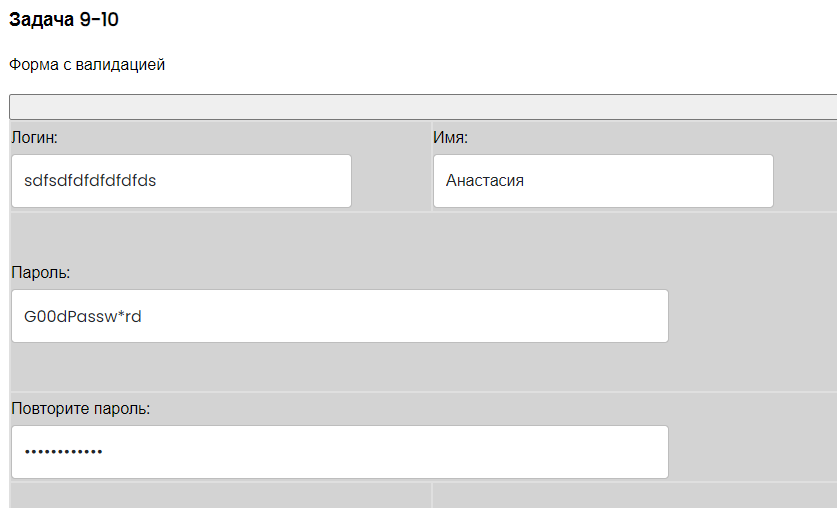 Задача 9-10
Форма с валидацией
Логин: Имя:
sdfsdfdfdfdfdfds Анастасия
Пароль:
G00dPassw*rd
Повторите пароль:
••••••••••••